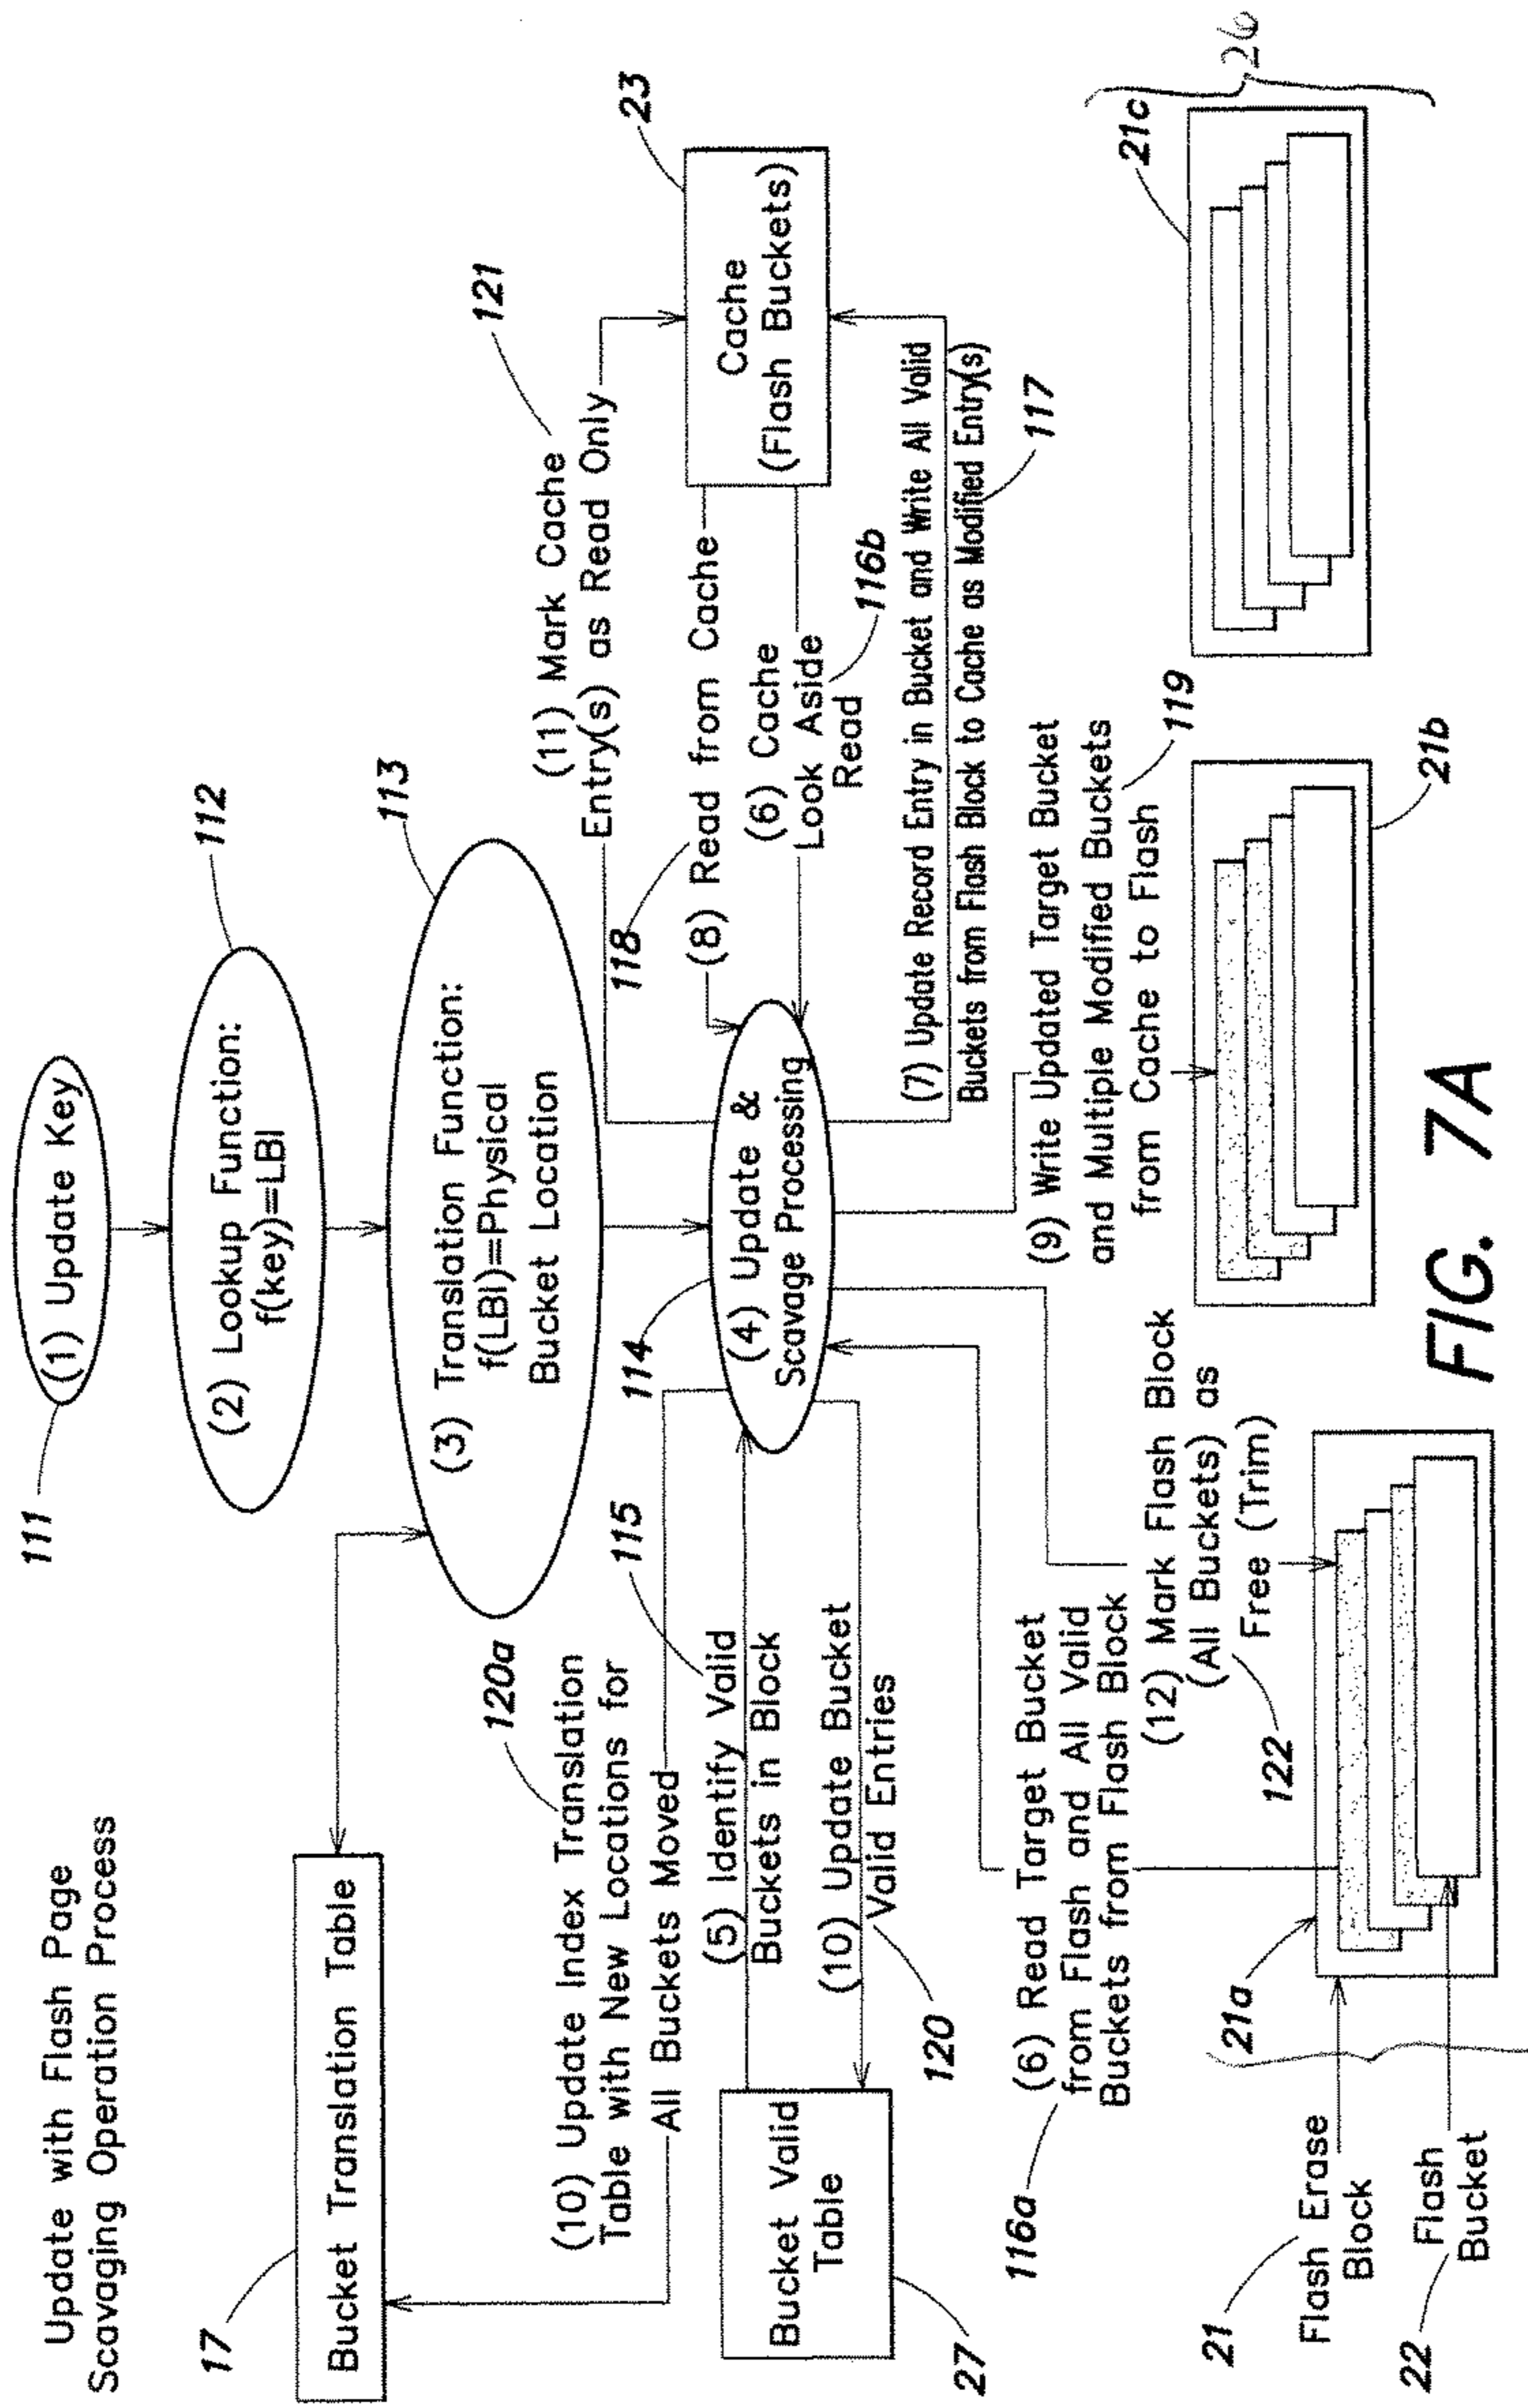 Update with Flash Page
Scavaging Operation Process
111
(1) Update Key
112
(2) Lookup Function:
f(key)=LBI
113
(3) Translation Function:
f(LBI)=Physical
Bucket Location
17
Bucket Translation Table
120a
(10) Update Index Translation
Table with New Locations for
All Buckets Moved
115
(5) Identify Valid
Buckets in Block
(10) Update Bucket
Valid Entries
120
Bucket Valid
Table
27
114
(4) Update &
Scavage Processing
121
(11) Mark Cache
Entry(s) as Read Only
118
(8) Read from Cache
(6) Cache
Look Aside
Read
116b
23
Cache
(Flash Buckets)
(7) Update Record Entry in Bucket and Write All Valid
Buckets from Flash Block to Cache as Modified Entry(s)
117
116a
(6) Read Target Bucket
from Flash and All Valid
Buckets from Flash Block
(12) Mark Flash Block
(All Buckets) as
Free (Trim)
122
(9) Write Updated Target Bucket
and Multiple Modified Buckets
from Cache to Flash
119
21
Flash Erase
Block
22
Flash
Bucket
21a
21b
21c
26
FIG. 7A